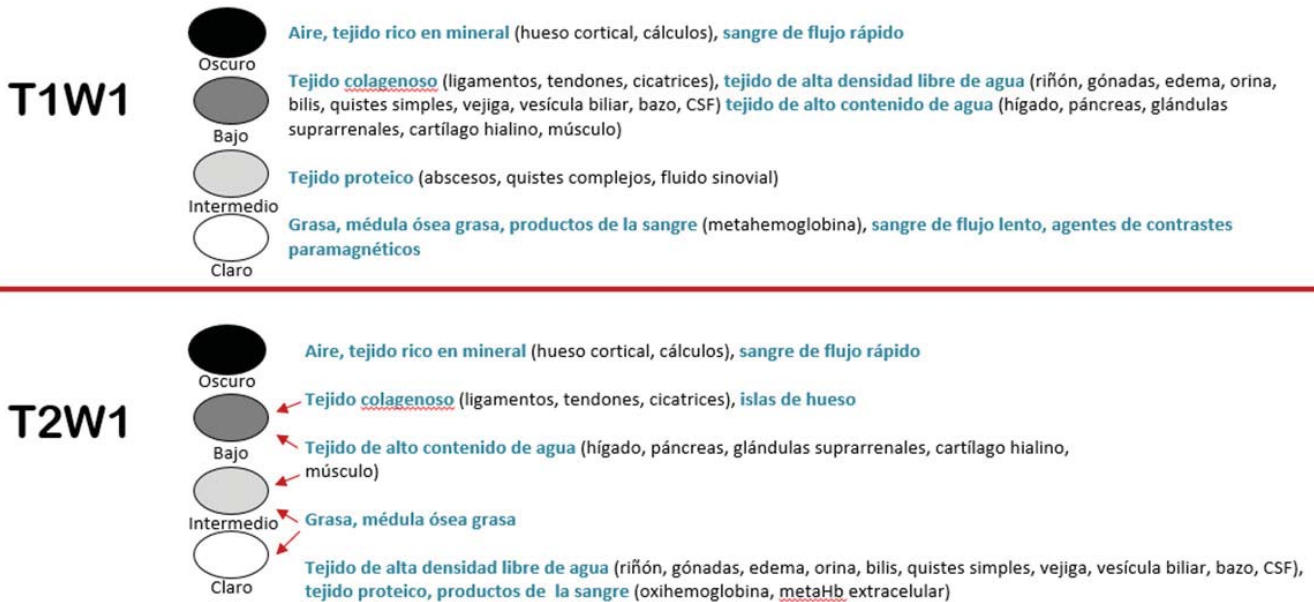 Aire, tejido rico en mineral (hueso cortical, cálculos), sangre de flujo rápido
Oscuro
T1W1
Tejido colagenoso (ligamentos, tendones, cicatrices), tejido de alta densidad libre de agua (riñón, gónadas, edema, orina,
bilis, quistes simples, vejiga, vesícula biliar, bazo, CSF) tejido de alto contenido de agua (hígado, páncreas, glándulas
suprarrenales, cartílago hialino, músculo)
Bajo
Tejido proteico (abscesos, quistes complejos, fluido sinovial)
Intermedio
Grasa, médula ósea grasa, productos de la sangre (metahemoglobina), sangre de flujo lento, agentes de contrastes
paramagnéticos
Claro
Aire, tejido rico en mineral (hueso cortical, cálculos), sangre de flujo rápido
Oscuro
T2W1
Tejido colagenoso (ligamentos, tendones, cicatrices), islas de hueso
Bajo
Tejido de alto contenido de agua (hígado, páncreas, glándulas suprarrenales, cartílago hialino,
músculo)
Intermedio
Grasa, médula ósea grasa
Claro
Tejido de alta densidad libre de agua (riñón, gónadas, edema, orina, bilis, quistes simples, vejiga, vesícula biliar, bazo, CSF),
tejido proteico, productos de la sangre (oxihemoglobina, metaHb extracelular)